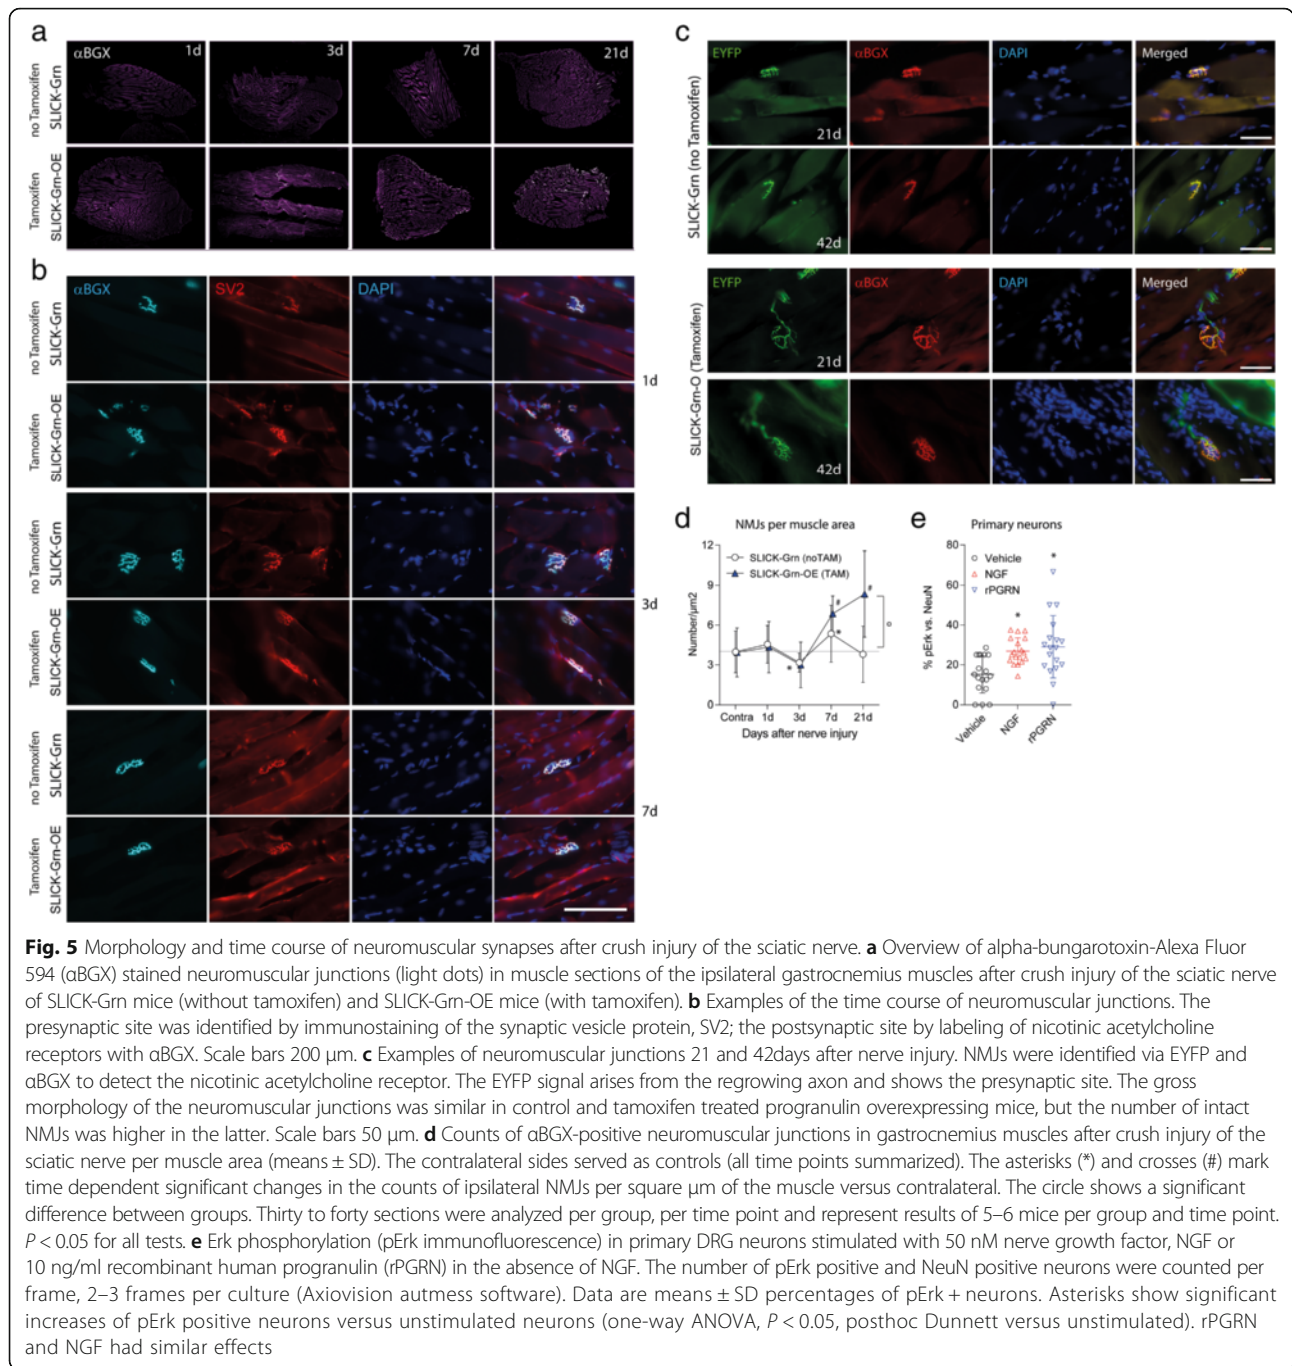 a
αBGX
1d
3d
7d
21d
no Tamoxifen
SLICK-Grn
Tamoxifen
SLICK-Grn-OE
b
αBGX
SV2
DAPI
no Tamoxifen
SLICK-Grn
Tamoxifen
SLICK-Grn-OE
1d
no Tamoxifen
SLICK-Grn
Tamoxifen
SLICK-Grn-OE
3d
no Tamoxifen
SLICK-Grn
Tamoxifen
SLICK-Grn-OE
7d
c
EYFP
αBGX
DAPI
Merged
SLICK-Grn (no Tamoxifen)
21d
42d
EYFP
αBGX
DAPI
Merged
SLICK-Grn-O (Tamoxifen)
21d
42d
d
NMJs per muscle area
SLICK-Grn (noTAM)
SLICK-Grn-OE (TAM)
Number/µm2
12
9
6
3
0
*
*
#
#
Contra
1d
3d
7d
21d
Days after nerve injury
e
Primary neurons
Vehicle
NGF
rPGRN
% pErk vs. NeuN
80
60
40
20
0
*
*
Vehicle
NGF
rPGRN
Fig. 5 Morphology and time course of neuromuscular synapses after crush injury of the sciatic nerve. a Overview of alpha-bungarotoxin-Alexa Fluor
594 (αBGX) stained neuromuscular junctions (light dots) in muscle sections of the ipsilateral gastrocnemius muscles after crush injury of the sciatic nerve
of SLICK-Grn mice (without tamoxifen) and SLICK-Grn-OE mice (with tamoxifen). b Examples of the time course of neuromuscular junctions. The
presynaptic site was identified by immunostaining of the synaptic vesicle protein, SV2; the postsynaptic site by labeling of nicotinic acetylcholine
receptors with αBGX. Scale bars 200 µm. c Examples of neuromuscular junctions 21 and 42days after nerve injury. NMJs were identified via EYFP and
αBGX to detect the nicotinic acetylcholine receptor. The EYFP signal arises from the regrowing axon and shows the presynaptic site. The gross
morphology of the neuromuscular junctions was similar in control and tamoxifen treated progranulin overexpressing mice, but the number of intact
NMJs was higher in the latter. Scale bars 50 µm. d Counts of αBGX-positive neuromuscular junctions in gastrocnemius muscles after crush injury of the
sciatic nerve per muscle area (means ± SD). The contralateral sides served as controls (all time points summarized). The asterisks (*) and crosses (#) mark
time dependent significant changes in the counts of ipsilateral NMJs per square µm of the muscle versus contralateral. The circle shows a significant
difference between groups. Thirty to forty sections were analyzed per group, per time point and represent results of 5–6 mice per group and time point.
P < 0.05 for all tests. e Erk phosphorylation (pErk immunofluorescence) in primary DRG neurons stimulated with 50 nM nerve growth factor, NGF or
10 ng/ml recombinant human progranulin (rPGRN) in the absence of NGF. The number of pErk positive and NeuN positive neurons were counted per
frame, 2–3 frames per culture (Axiovision autmess software). Data are means ± SD percentages of pErk + neurons. Asterisks show significant
increases of pErk positive neurons versus unstimulated neurons (one-way ANOVA, P < 0.05, posthoc Dunnett versus unstimulated). rPGRN
and NGF had similar effects